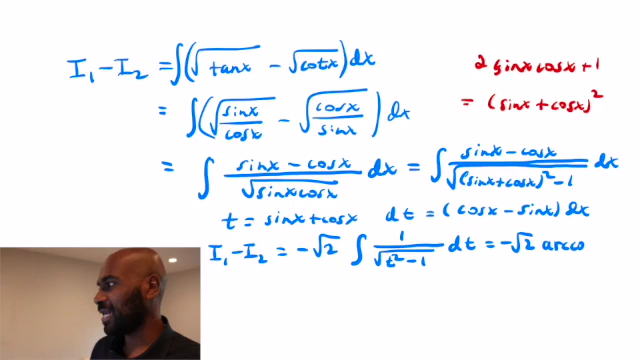 I₁ - I₂ = ∫(√tanx - √cotx)dx
2 sinx cosx + 1
= ∫(√(sinx/cosx) - √(cosx/sinx)) dx
= (sinx + cosx)²
= ∫ (sinx - cosx)/√(sinxcosx) dx = ∫ (sinx - cosx)/√((sinx+cosx)² - 1) dx
t = sinx + cosx dt = (cosx - sinx) dx
I₁ - I₂ = -√2 ∫ 1/√(t² - 1) dt = -√2 arcco